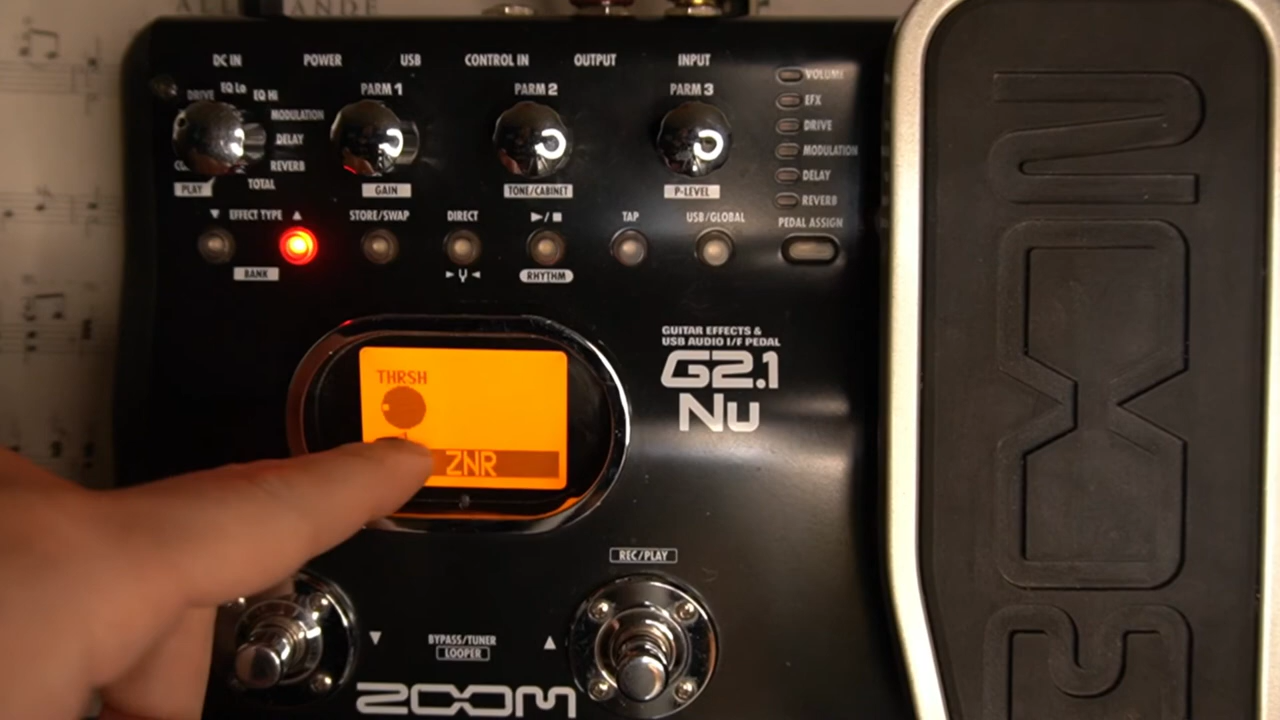 DC IN POWER USB CONTROL IN OUTPUT INPUT
VOLUME
DRIVE EQ Lo EQ Hi PARM 1 PARM 2 PARM 3
EFX
MODULATION
DRIVE
DELAY
MODULATION
REVERB
DELAY
PLAY TOTAL GAIN TONE/CABINET P-LEVEL
REVERB
▼ EFFECT TYPE ▲ STORE/SWAP DIRECT ►/■ TAP USB/GLOBAL PEDAL ASSIGN
BANK RHYTHM
GUITAR EFFECTS &
USB AUDIO I/F PEDAL
G2.1
Nu
THRSH
ZNR
REC/PLAY
▼ BYPASS/TUNER ▲
LOOPER
ZOOM
ZOOM